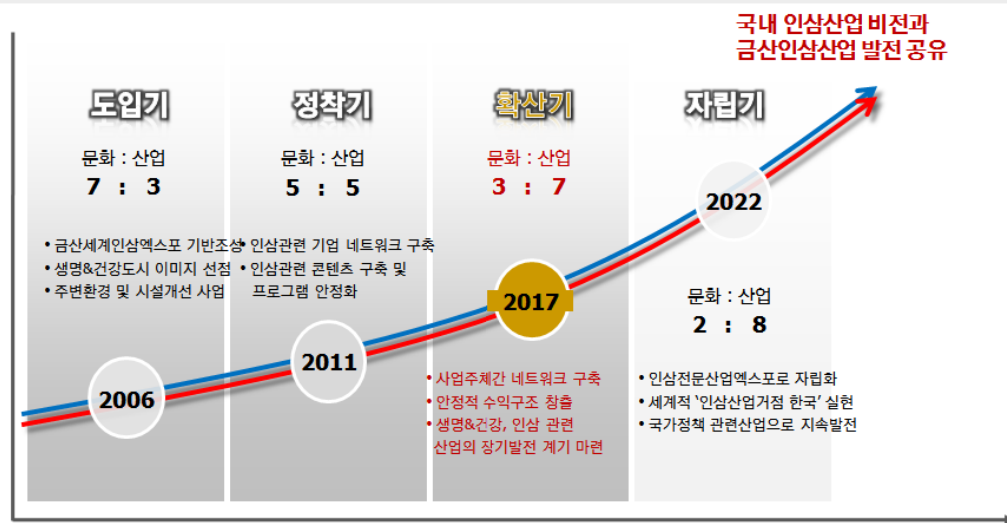 국내 인삼산업 비전과
금산인삼산업 발전 공유
도입기
문화 : 산업
7 : 3
• 금산세계인삼엑스포 기반조성
• 생명&건강도시 이미지 선점
• 주변환경 및 시설개선 사업
2006
정착기
문화 : 산업
5 : 5
• 인삼관련 기업 네트워크 구축
• 인삼관련 콘텐츠 구축 및
프로그램 안정화
2011
확산기
문화 : 산업
3 : 7
2017
• 사업주체간 네트워크 구축
• 안정적 수익구조 창출
• 생명&건강, 인삼 관련
산업의 장기발전 계기 마련
자립기
2022
문화 : 산업
2 : 8
• 인삼전문산업엑스포로 자립화
• 세계적 ‘인삼산업거점 한국’ 실현
• 국가정책 관련산업으로 지속발전